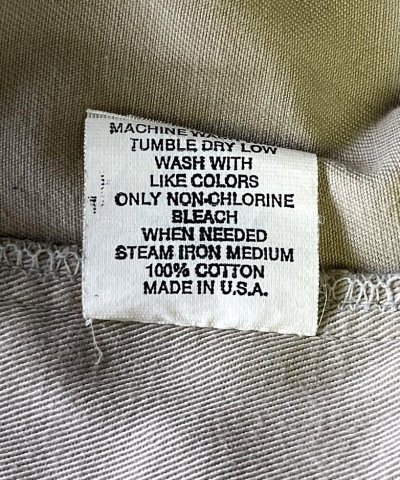 MACHINE WASH
TUMBLE DRY LOW
WASH WITH
LIKE COLORS
ONLY NON-CHLORINE
BLEACH
WHEN NEEDED
STEAM IRON MEDIUM
100% COTTON
MADE IN U.S.A.